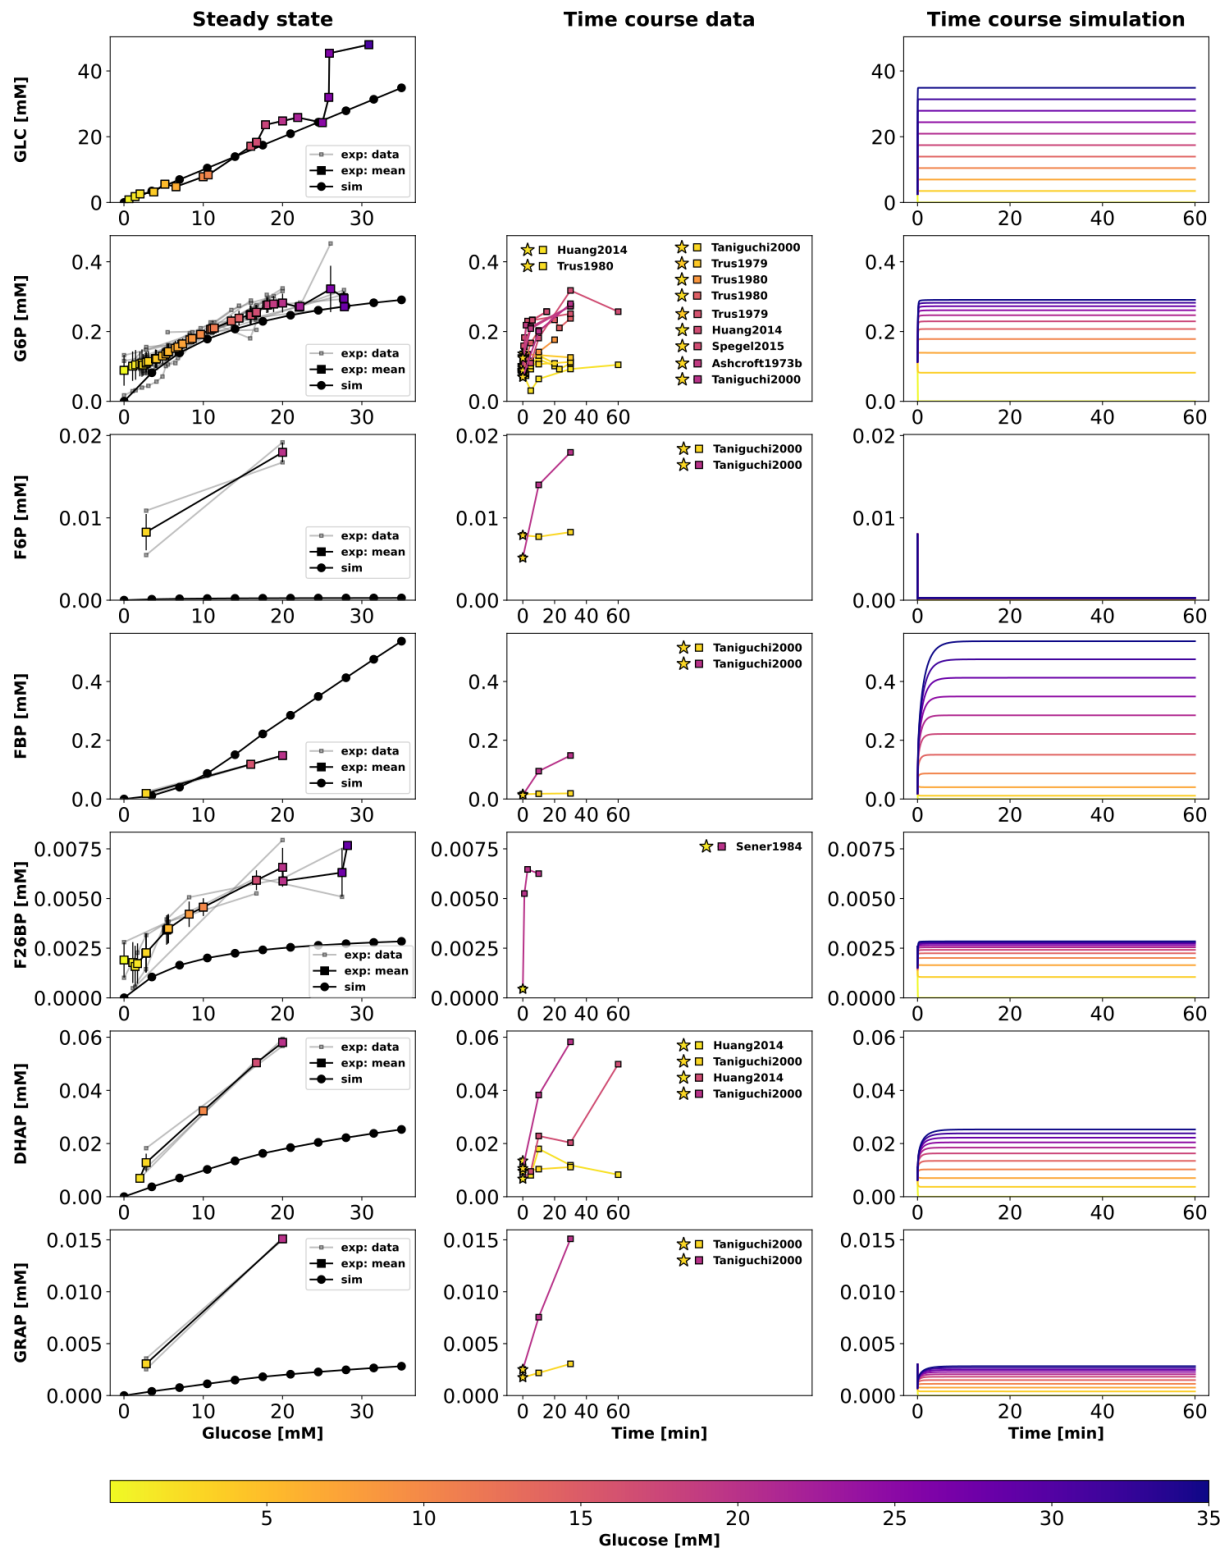 Steady state
Time course data
Time course simulation
GLC [mM]
40
20
0
0 10 20 30
exp: data
exp: mean
sim
40
20
0
0 20 40 60
G6P [mM]
0.4
0.2
0.0
0 10 20 30
exp: data
exp: mean
sim
0.4
0.2
0.0
0 20 40 60
Huang2014
Trus1980
Taniguchi2000
Trus1979
Trus1980
Trus1980
Trus1979
Huang2014
Spegel2015
Ashcroft1973b
Taniguchi2000
0.4
0.2
0.0
0 20 40 60
F6P [mM]
0.02
0.01
0.00
0 10 20 30
exp: data
exp: mean
sim
0.02
0.01
0.00
0 20 40 60
Taniguchi2000
Taniguchi2000
0.02
0.01
0.00
0 20 40 60
FBP [mM]
0.4
0.2
0.0
0 10 20 30
exp: data
exp: mean
sim
0.4
0.2
0.0
0 20 40 60
Taniguchi2000
Taniguchi2000
0.4
0.2
0.0
0 20 40 60
F26BP [mM]
0.0075
0.0050
0.0025
0.0000
0 10 20 30
exp: data
exp: mean
sim
0.0075
0.0050
0.0025
0.0000
0 20 40 60
Sener1984
0.0075
0.0050
0.0025
0.0000
0 20 40 60
DHAP [mM]
0.06
0.04
0.02
0.00
0 10 20 30
exp: data
exp: mean
sim
0.06
0.04
0.02
0.00
0 20 40 60
Huang2014
Taniguchi2000
Huang2014
Taniguchi2000
0.06
0.04
0.02
0.00
0 20 40 60
GRAP [mM]
0.015
0.010
0.005
0.000
0 10 20 30
Glucose [mM]
exp: data
exp: mean
sim
0.015
0.010
0.005
0.000
0 20 40 60
Time [min]
Taniguchi2000
Taniguchi2000
0.015
0.010
0.005
0.000
0 20 40 60
Time [min]
5 10 15 20 25 30 35
Glucose [mM]